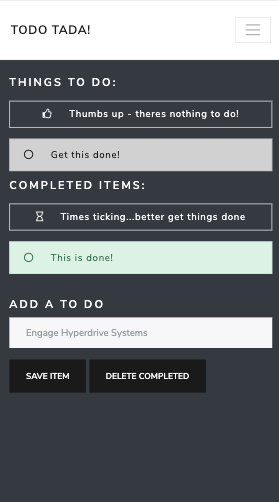 TODO TADA!
THINGS TO DO:
Thumbs up - theres nothing to do!
Get this done!
COMPLETED ITEMS:
Times ticking...better get things done
This is done!
ADD A TO DO
Engage Hyperdrive Systems
SAVE ITEM DELETE COMPLETED